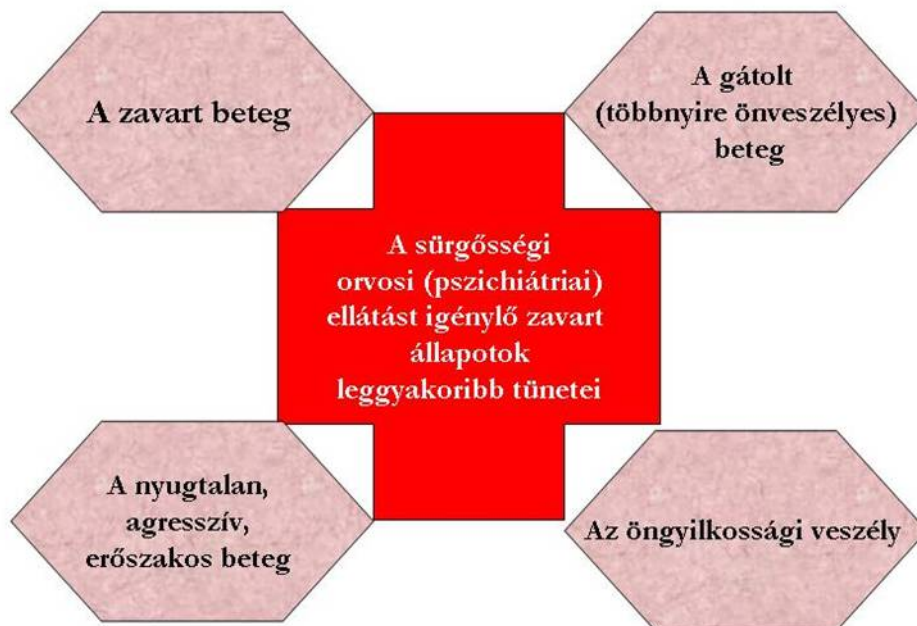 A zavart beteg
A gátolt
(többnyire önveszélyes)
beteg
A sürgősségi
orvosi (pszichiátriai)
ellátást igénylő zavart
állapotok
leggyakoribb tünetei
A nyugtalan,
agresszív,
erőszakos beteg
Az öngyilkossági veszély